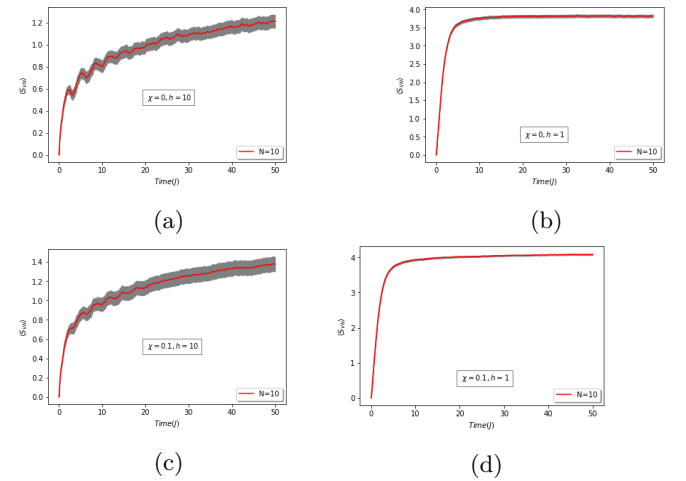 1.2
1.0
0.8
0.6
0.4
0.2
0.0
⟨S_VN⟩
χ = 0, h = 10
N=10
0 10 20 30 40 50
Time(J)
(a)
4.0
3.5
3.0
2.5
2.0
1.5
1.0
0.5
0.0
⟨S_VN⟩
χ = 0, h = 1
N=10
0 10 20 30 40 50
Time(J)
(b)
1.4
1.2
1.0
0.8
0.6
0.4
0.2
0.0
⟨S_VN⟩
χ = 0.1, h = 10
N=10
0 10 20 30 40 50
Time(J)
(c)
4
3
2
1
0
⟨S_VN⟩
χ = 0.1, h = 1
N=10
0 10 20 30 40 50
Time(J)
(d)